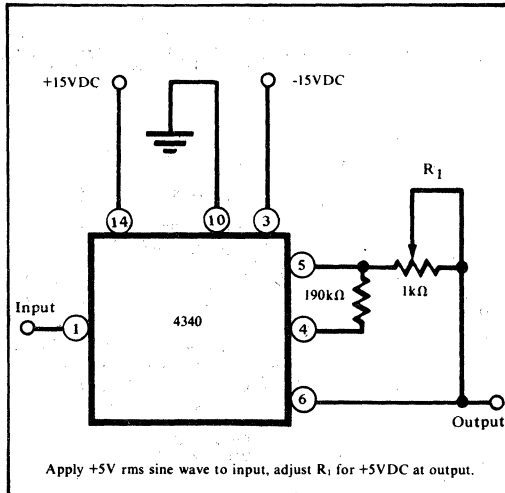 +15VDC
-15VDC
R1
14
10
3
5
190kΩ
1kΩ
Input
1
4340
4
6
Output
Apply +5V rms sine wave to input, adjust R1 for +5VDC at output.